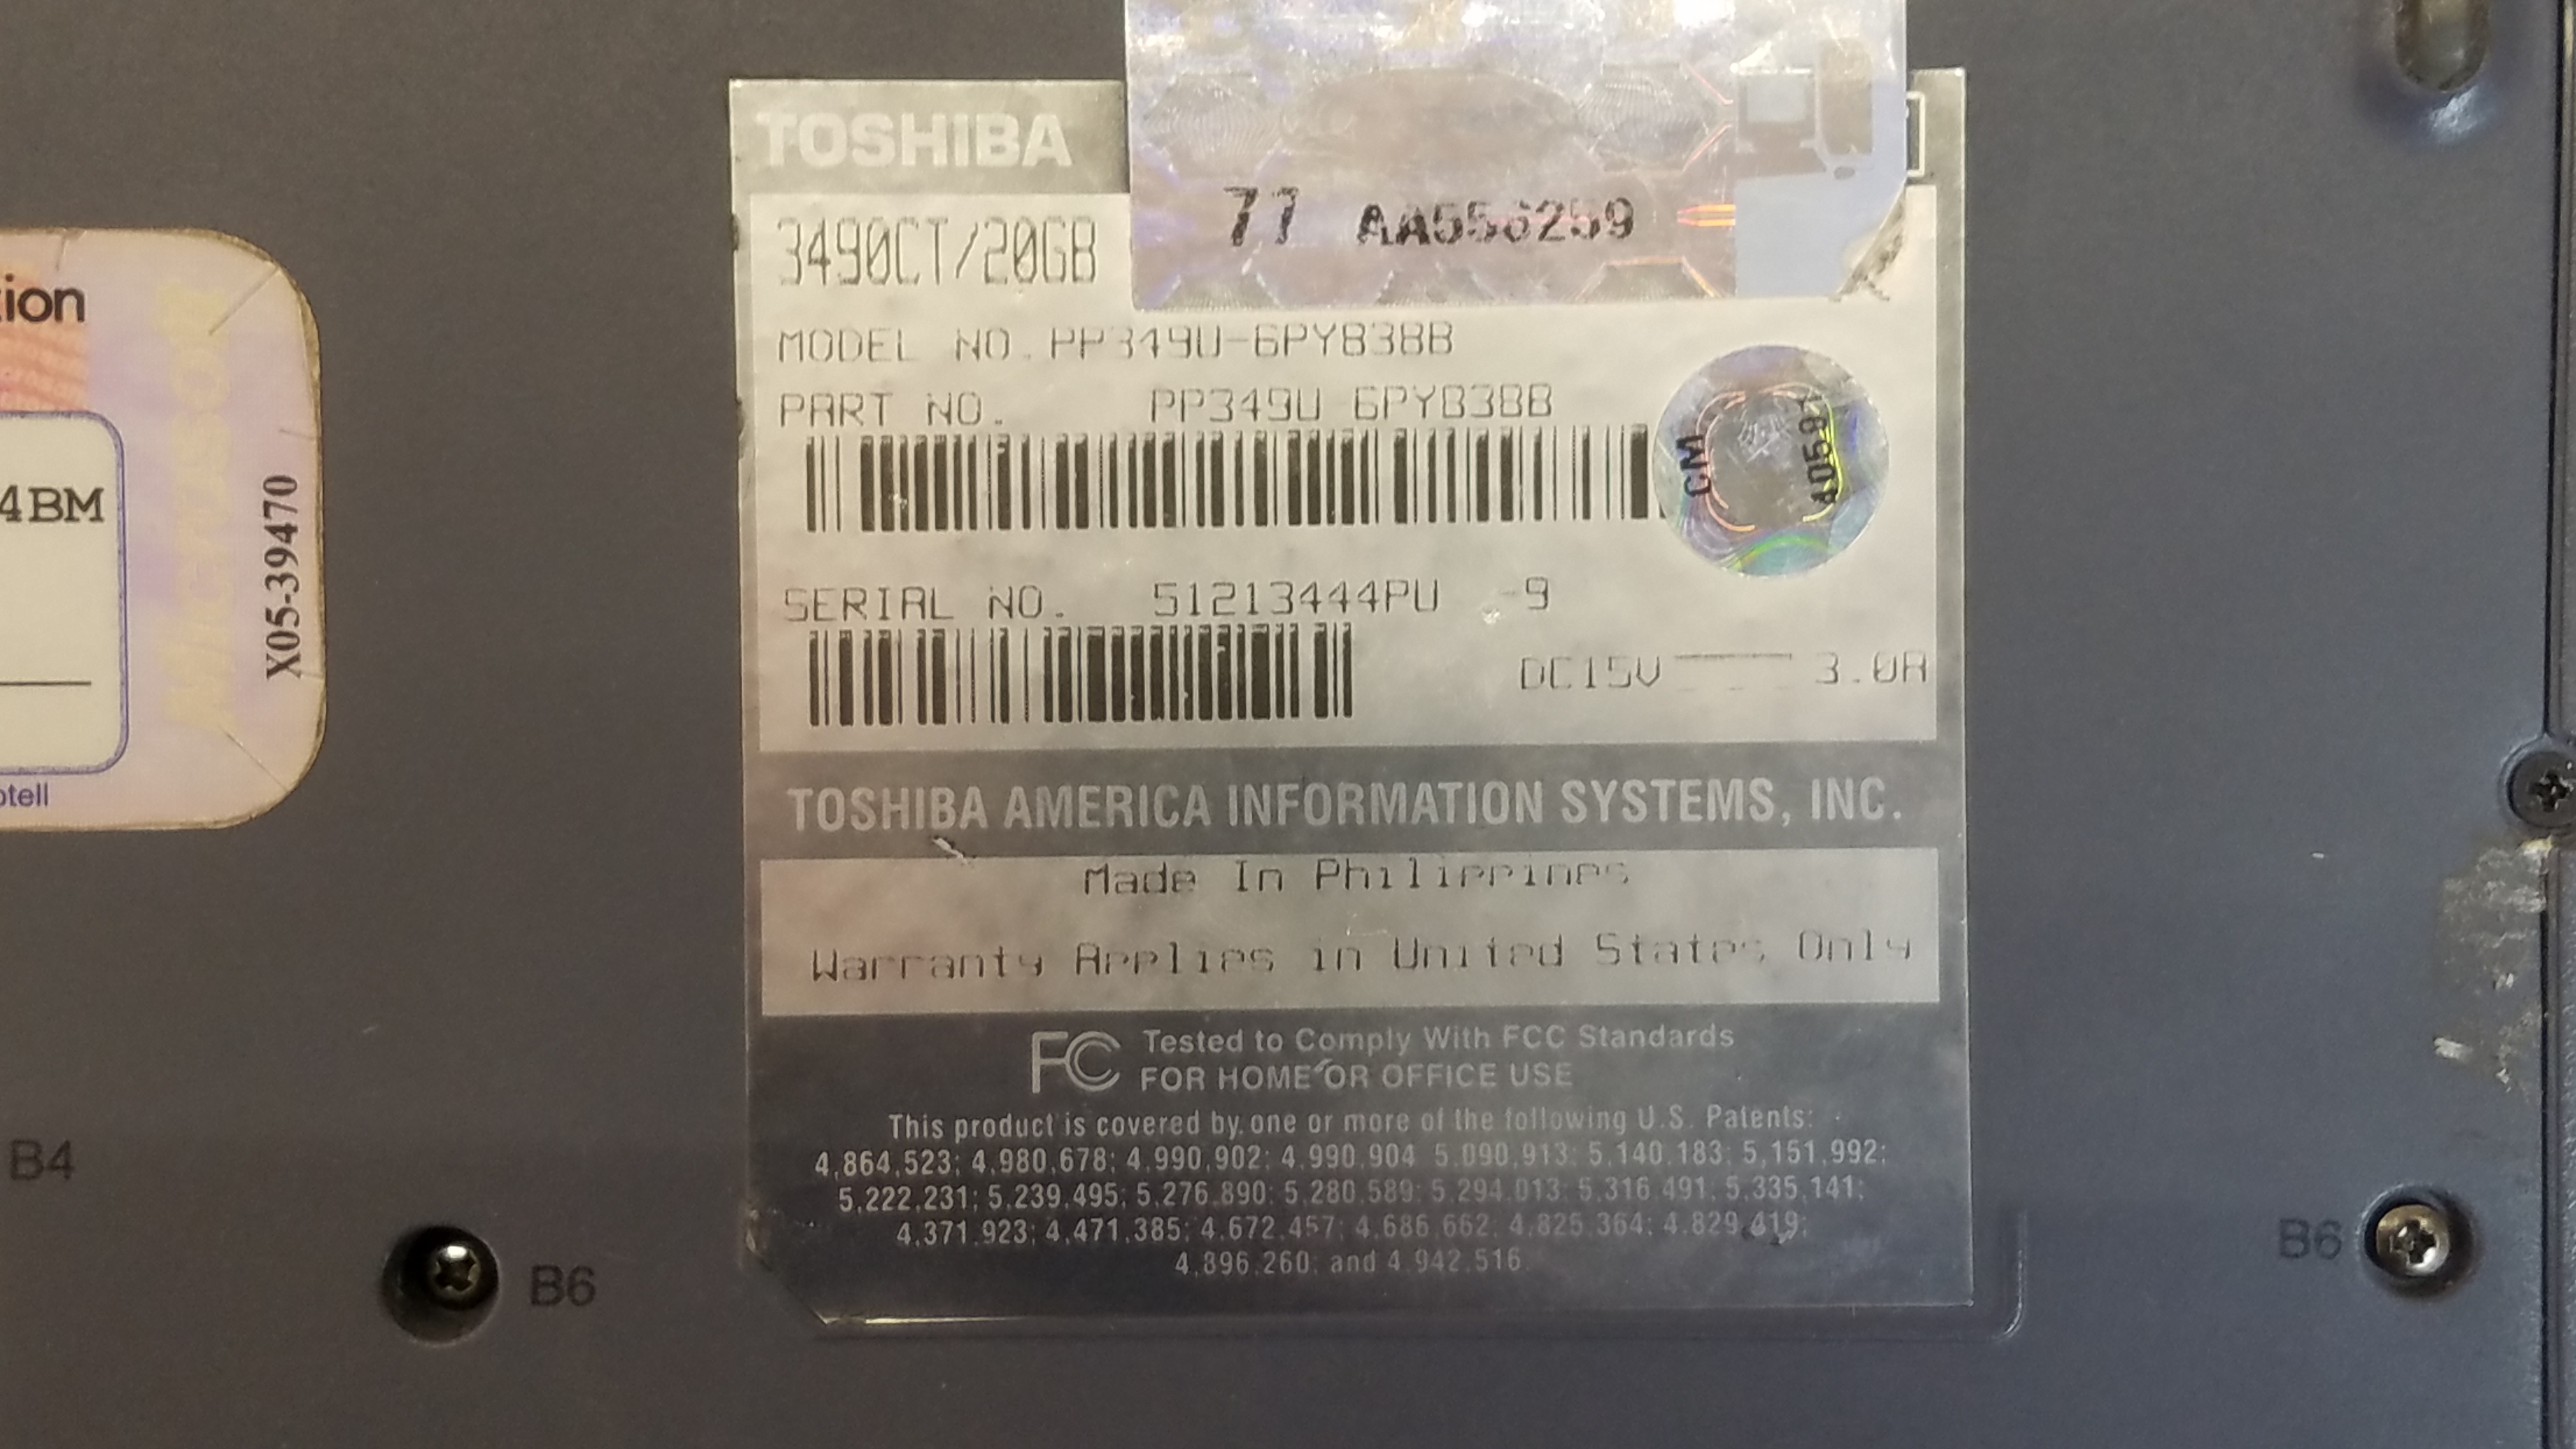 TOSHIBA
77 AA556259
3490CT/20GB
MODEL NO. PP349U-6PY838B
PART NO. PP349U 6PY838B
CM
SERIAL NO. 51213444PU -9
DC15V 3.0A
TOSHIBA AMERICA INFORMATION SYSTEMS, INC.
Made In Philippines
Warranty Applies in United States Only
FC Tested to Comply With FCC Standards
FOR HOME OR OFFICE USE
This product is covered by one or more of the following U.S. Patents:
4,864,523; 4,980,678; 4,990,902; 4,990,904 5,090,913; 5,140,183; 5,151,992;
5,222,231; 5,239,495; 5,276,890; 5,280,589; 5,294,013; 5,316,491; 5,335,141;
4,371,923; 4,471,385; 4,672,457; 4,686,662; 4,825,364; 4,829,419;
4,896,260; and 4,942,516.
tion
4BM
Microsoft
X05-39470
otell
B4
B6
B6